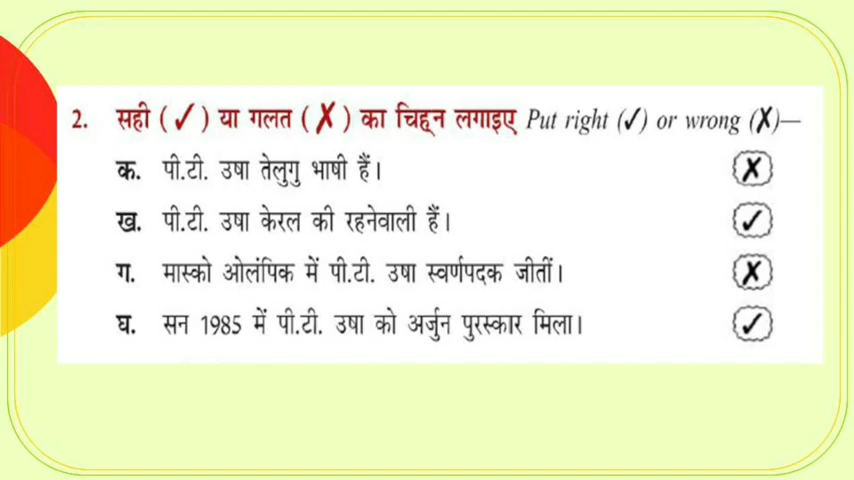 2. सही (✓) या गलत (✗) का चिह्न लगाइए Put right (✓) or wrong (✗)—
क. पी.टी. उषा तेलुगु भाषी हैं। ✗
ख. पी.टी. उषा केरल की रहनेवाली हैं। ✓
ग. मास्को ओलंपिक में पी.टी. उषा स्वर्णपदक जीतीं। ✗
घ. सन 1985 में पी.टी. उषा को अर्जुन पुरस्कार मिला। ✓